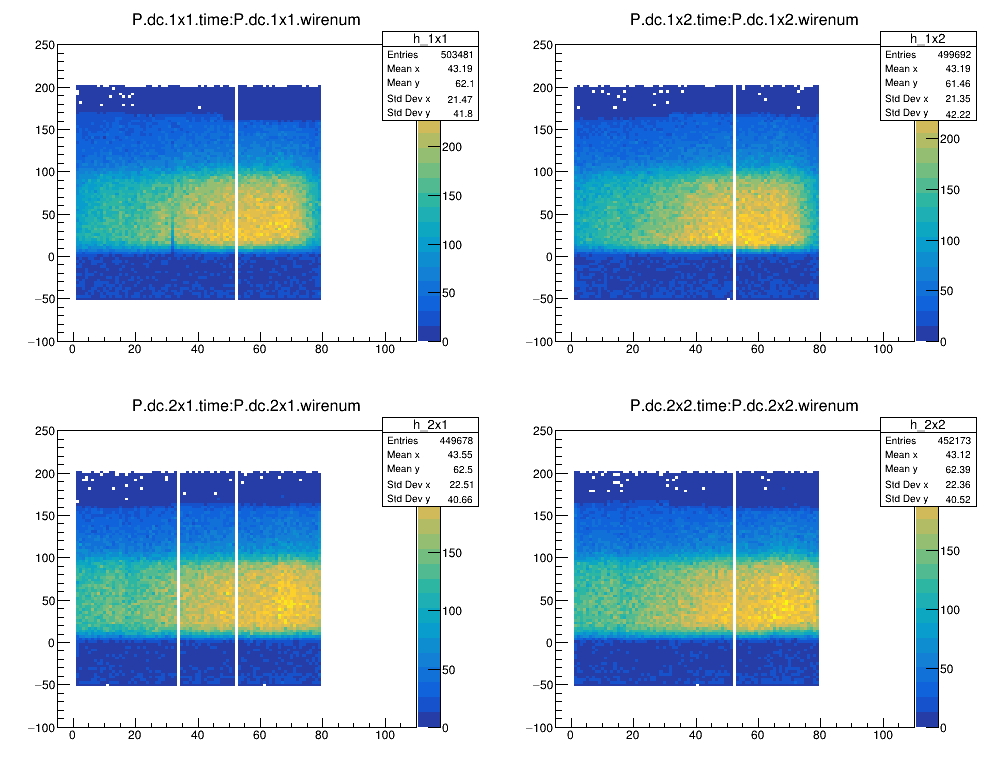 P.dc.1x1.time:P.dc.1x1.wirenum
h_1x1
Entries 503481
Mean x 43.19
Mean y 62.1
Std Dev x 21.47
Std Dev y 41.8
250
200
150
100
50
0
−50
−100
0 20 40 60 80 100
200
150
100
50
0
P.dc.1x2.time:P.dc.1x2.wirenum
h_1x2
Entries 499692
Mean x 43.19
Mean y 61.46
Std Dev x 21.35
Std Dev y 42.22
250
200
150
100
50
0
−50
−100
0 20 40 60 80 100
200
150
100
50
0
P.dc.2x1.time:P.dc.2x1.wirenum
h_2x1
Entries 449678
Mean x 43.55
Mean y 62.5
Std Dev x 22.51
Std Dev y 40.66
250
200
150
100
50
0
−50
−100
0 20 40 60 80 100
150
100
50
0
P.dc.2x2.time:P.dc.2x2.wirenum
h_2x2
Entries 452173
Mean x 43.12
Mean y 62.39
Std Dev x 22.36
Std Dev y 40.52
250
200
150
100
50
0
−50
−100
0 20 40 60 80 100
150
100
50
0